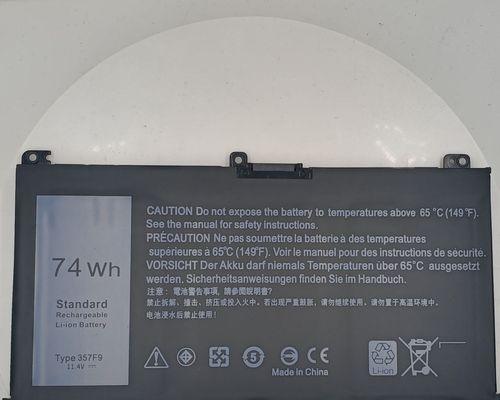 74 Wh
Standard
Rechargeable
Li-ion Battery
Type 357F9
11.4V
CAUTION Do not expose the battery to temperatures above 65 °C (149 °F).
See the manual for safety instructions.
PRÉCAUTION Ne pas soumettre la batterie à des temperatures
supérieures à 65°C (149°F). Voir le manuel pour des instructions de sécurité.
VORSICHT Der Akku darf niemals Temperaturen über 65°C ausgesetzt
werden. Sicherheitsanweisungen finden Sie im Handbuch.
注意: 電池警告事項, 請參閱說明書?
禁止拆解、撞击、挤压或投入火中。若出现严重鼓胀, 请勿继续使用。请勿置于高温环境中。
电池浸水后禁止使用!
Made in China
Li-ion